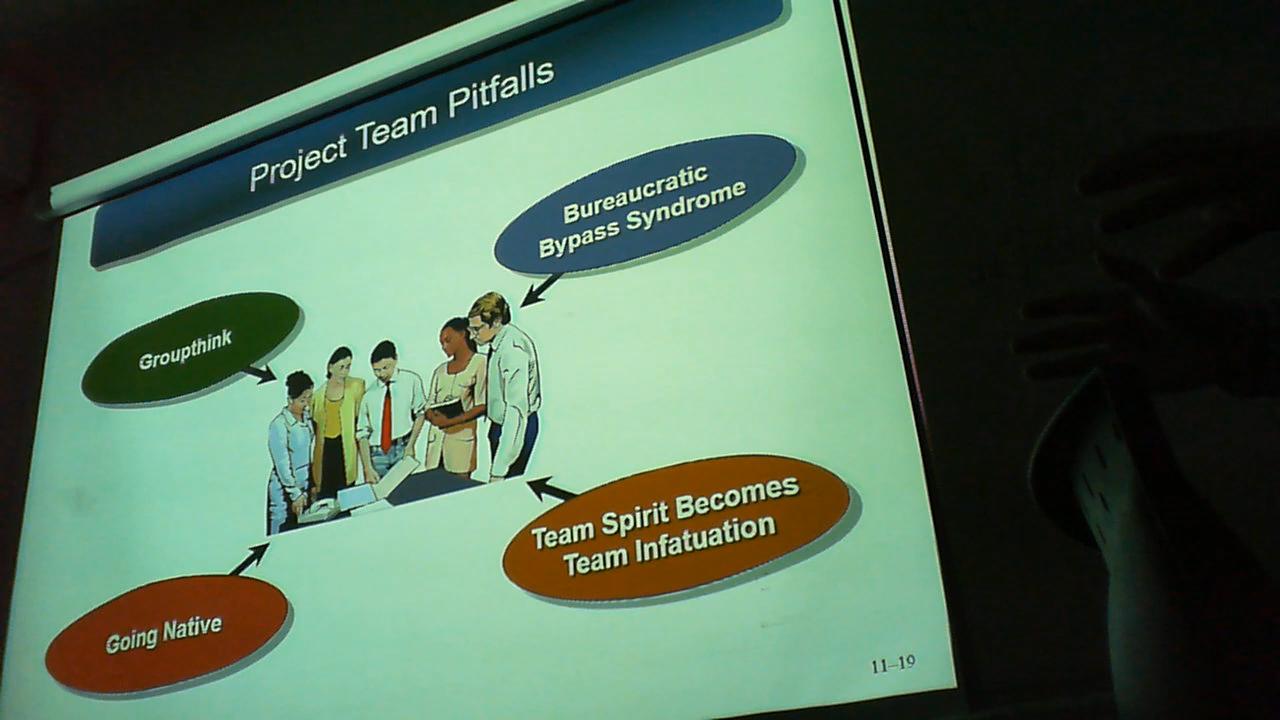 Project Team Pitfalls
Bureaucratic
Bypass Syndrome
Groupthink
Team Spirit Becomes
Team Infatuation
Going Native
11–19